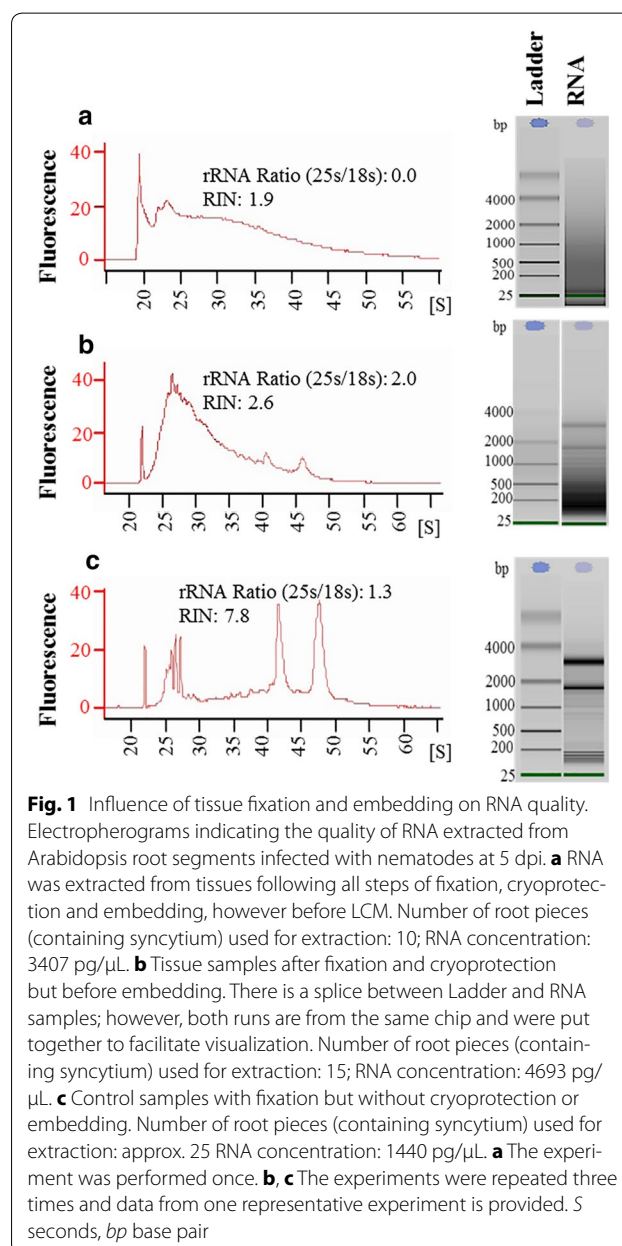 Ladder
RNA
a
Fluorescence
40
20
0
rRNA Ratio (25s/18s): 0.0
RIN: 1.9
20 25 30 35 40 45 50 55 [S]
bp
4000
2000
1000
500
200
25
b
Fluorescence
40
20
0
rRNA Ratio (25s/18s): 2.0
RIN: 2.6
20 25 30 35 40 45 50 55 60 [S]
bp
4000
2000
1000
500
200
25
c
Fluorescence
40
20
0
rRNA Ratio (25s/18s): 1.3
RIN: 7.8
20 25 30 35 40 45 50 55 60 [S]
bp
4000
2000
1000
500
200
25
Fig. 1 Influence of tissue fixation and embedding on RNA quality.
Electropherograms indicating the quality of RNA extracted from
Arabidopsis root segments infected with nematodes at 5 dpi. a RNA
was extracted from tissues following all steps of fixation, cryoprotec-
tion and embedding, however before LCM. Number of root pieces
(containing syncytium) used for extraction: 10; RNA concentration:
3407 pg/μL. b Tissue samples after fixation and cryoprotection
but before embedding. There is a splice between Ladder and RNA
samples; however, both runs are from the same chip and were put
together to facilitate visualization. Number of root pieces (contain-
ing syncytium) used for extraction: 15; RNA concentration: 4693 pg/
μL. c Control samples with fixation but without cryoprotection or
embedding. Number of root pieces (containing syncytium) used for
extraction: approx. 25 RNA concentration: 1440 pg/μL. a The experi-
ment was performed once. b, c The experiments were repeated three
times and data from one representative experiment is provided. S
seconds, bp base pair